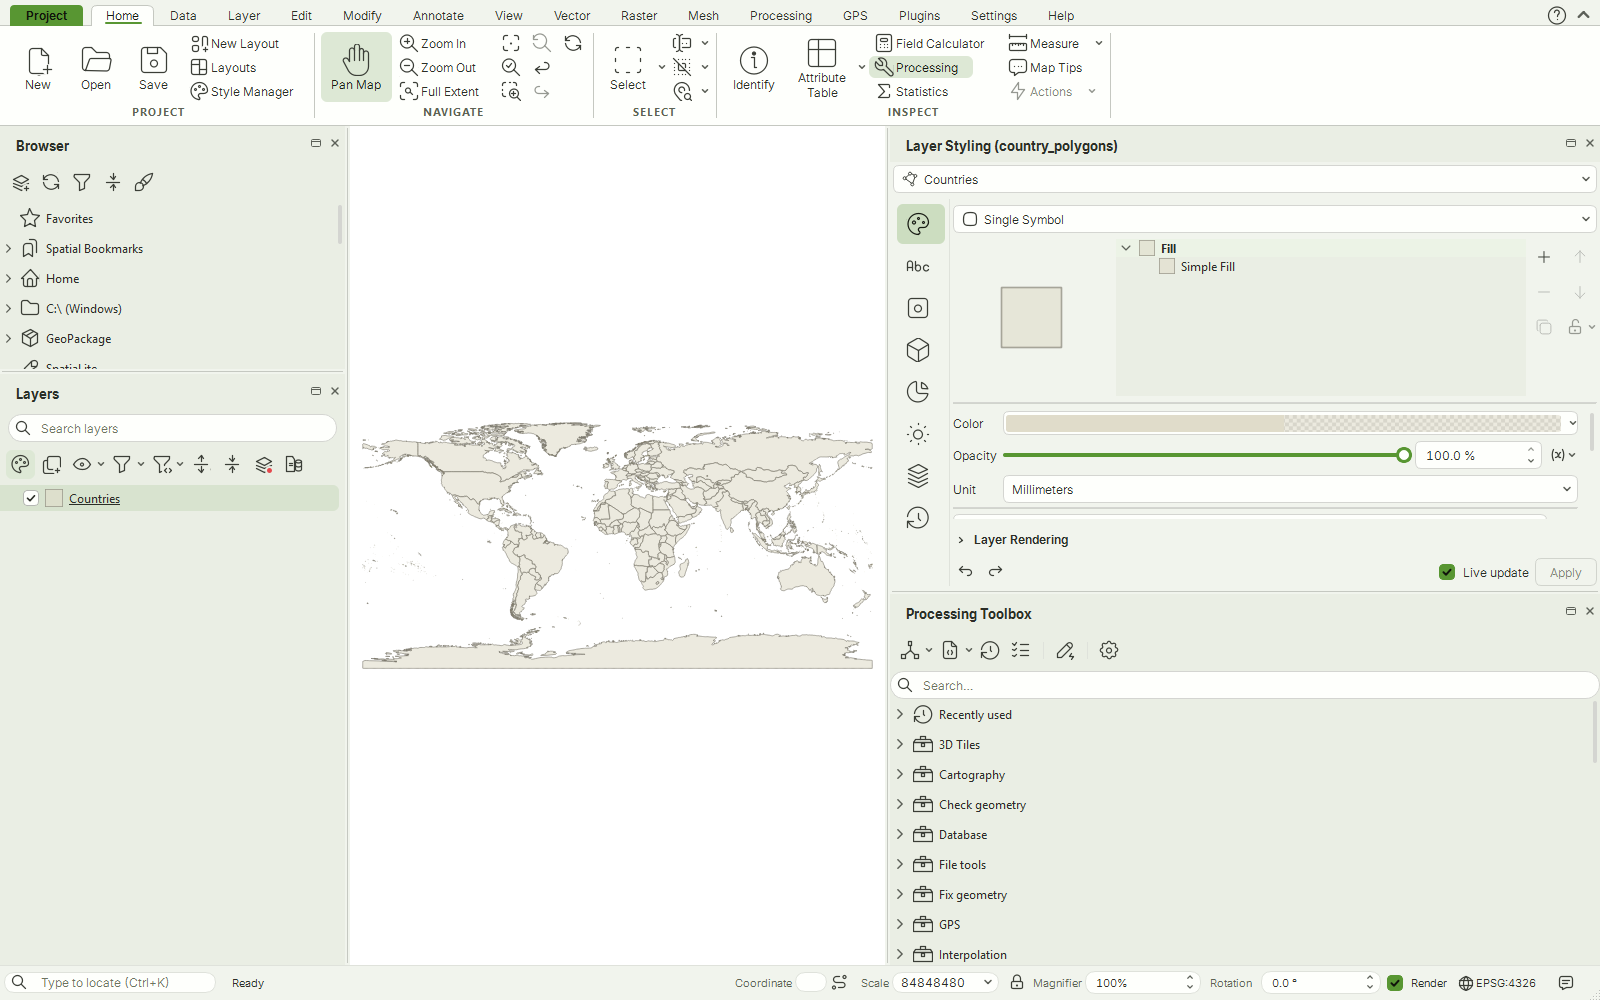 Project Home Data Layer Edit Modify Annotate View Vector Raster Mesh Processing GPS Plugins Settings Help
New Open Save
New Layout
Layouts
Style Manager
PROJECT
Pan Map
Zoom In
Zoom Out
Full Extent
NAVIGATE
Select
SELECT
Identify
Attribute
Table
Field Calculator
Processing
Statistics
Measure
Map Tips
Actions
INSPECT
Browser
Favorites
Spatial Bookmarks
Home
C:\ (Windows)
GeoPackage
SpatiaLite
Layers
Search layers
Countries
Layer Styling (country_polygons)
Countries
Abc
Single Symbol
Fill
Simple Fill
Color
Opacity 100.0 %
Unit Millimeters
Layer Rendering
Live update Apply
Processing Toolbox
Search...
Recently used
3D Tiles
Cartography
Check geometry
Database
File tools
Fix geometry
GPS
Interpolation
Type to locate (Ctrl+K) Ready Coordinate Scale 84848480 Magnifier 100% Rotation 0.0 ° Render EPSG:4326